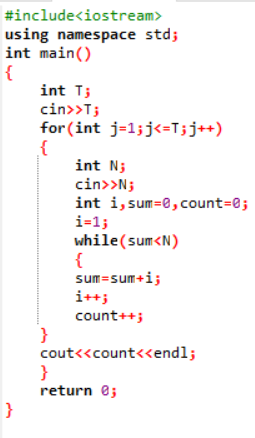 #include<iostream>
using namespace std;
int main()
{
    int T;
    cin>>T;
    for(int j=1;j<=T;j++)
    {
        int N;
        cin>>N;
        int i,sum=0,count=0;
        i=1;
        while(sum<N)
        {
        sum=sum+i;
        i++;
        count++;
    }
    cout<<count<<endl;
    }
    return 0;
}